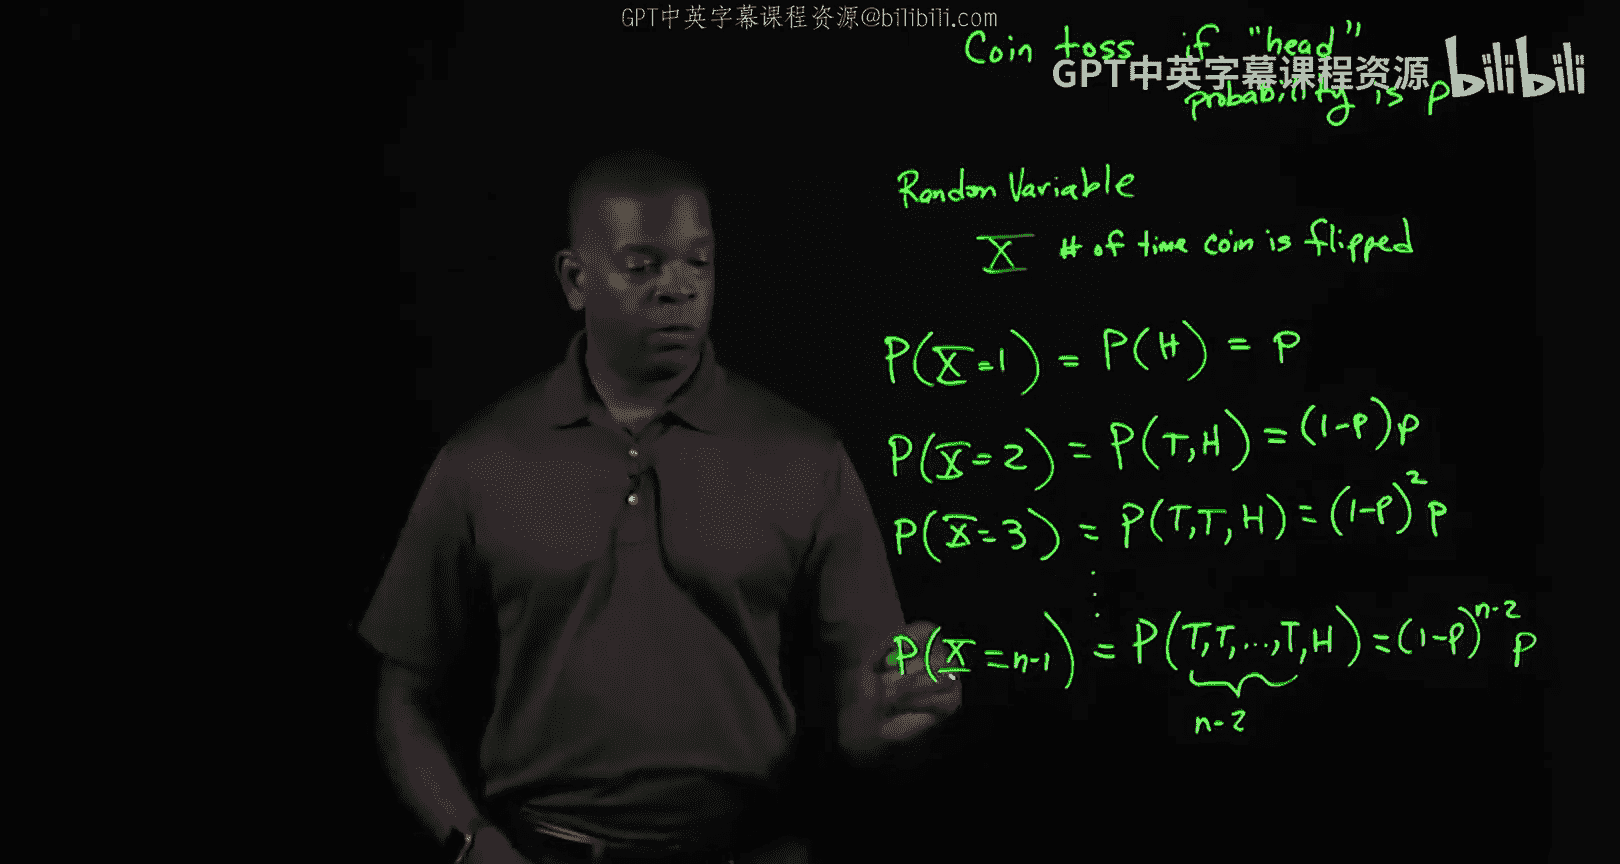 GPT中英字幕课程资源@bilibili.com
Coin toss if "head"
GPT中英字幕课程资源 bilibili
probability is p
Random Variable
X # of time coin is flipped
P(X=1) = P(H) = p
P(X=2) = P(T,H) = (1-p)p
P(X=3) = P(T,T,H) = (1-p)² p
⋮
P(X=n-1) = P(T,T,...,T,H) = (1-p)ⁿ⁻² p
n-2